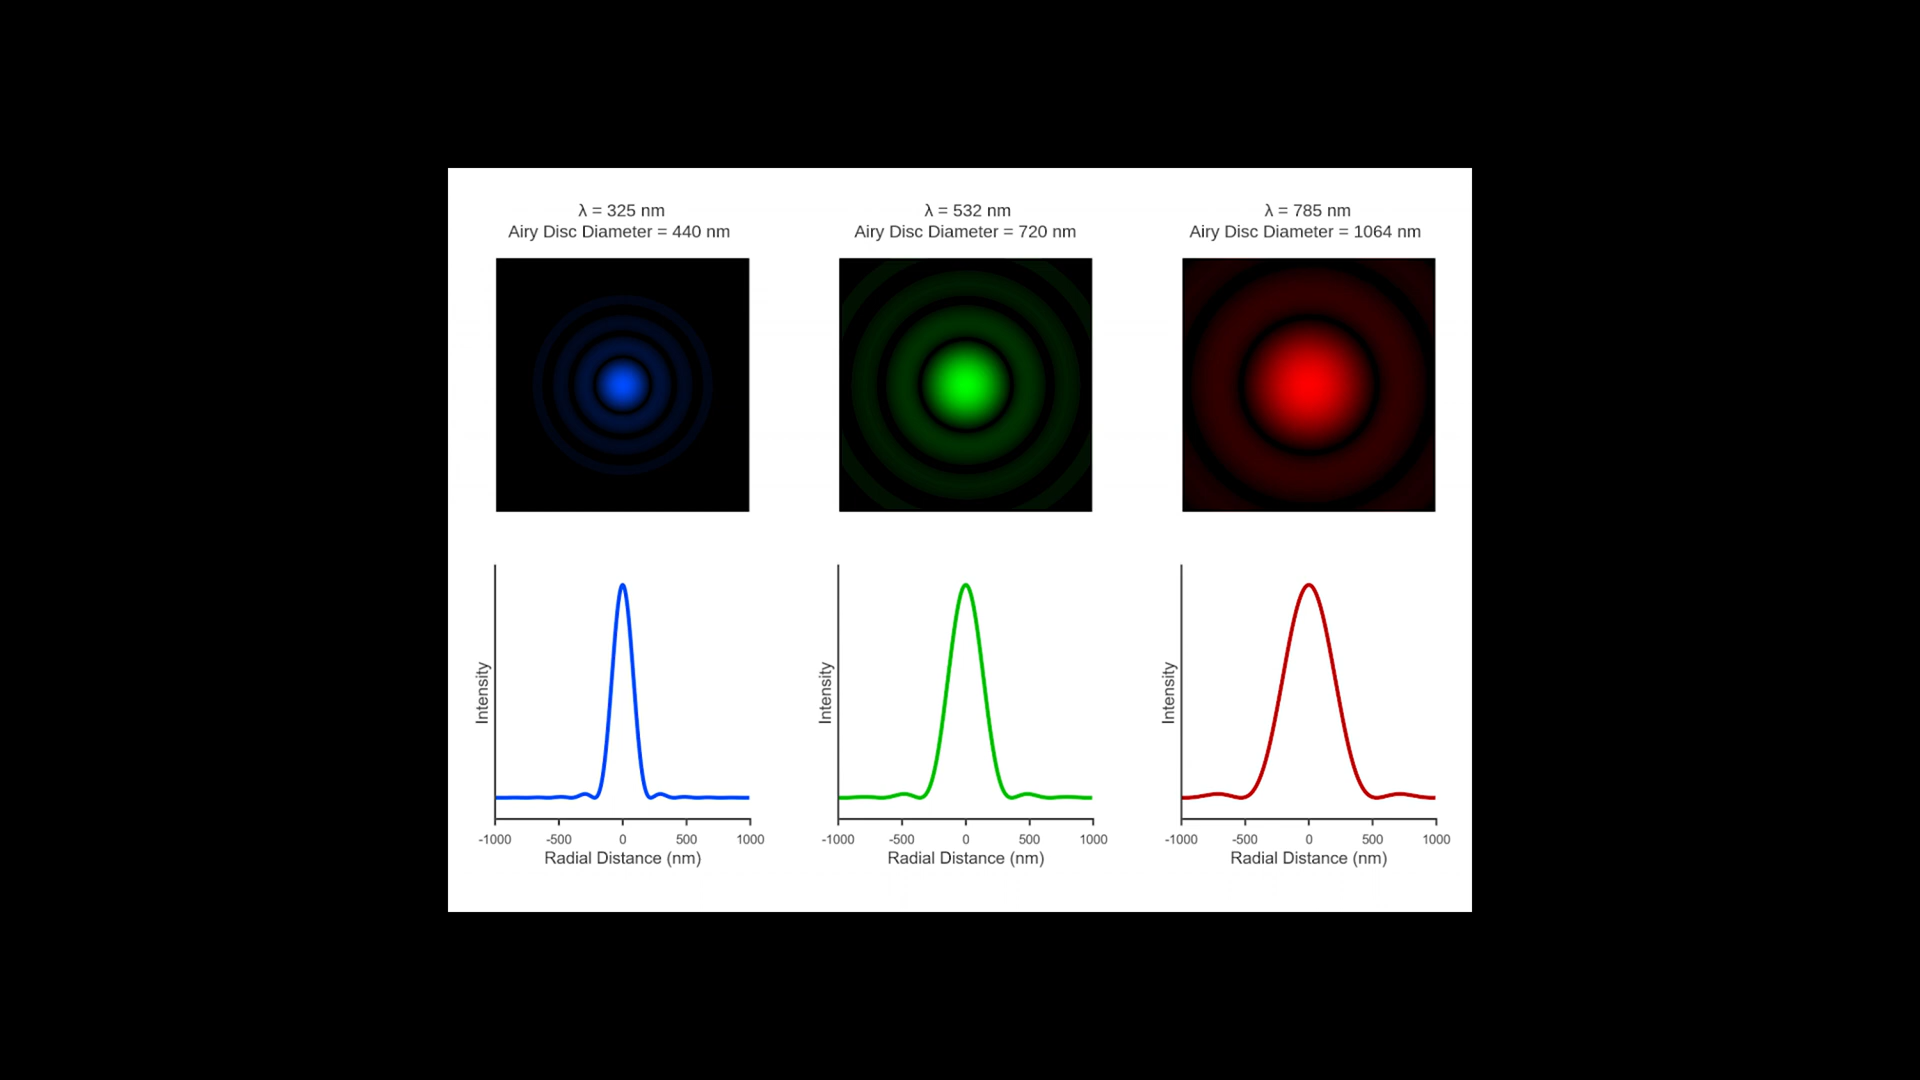 λ = 325 nm
Airy Disc Diameter = 440 nm
λ = 532 nm
Airy Disc Diameter = 720 nm
λ = 785 nm
Airy Disc Diameter = 1064 nm
Intensity
-1000 -500 0 500 1000
Radial Distance (nm)
Intensity
-1000 -500 0 500 1000
Radial Distance (nm)
Intensity
-1000 -500 0 500 1000
Radial Distance (nm)